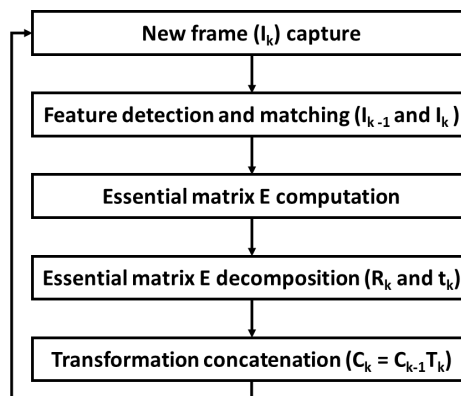 New frame (Iₖ) capture
Feature detection and matching (Iₖ₋₁ and Iₖ)
Essential matrix E computation
Essential matrix E decomposition (Rₖ and tₖ)
Transformation concatenation (Cₖ = Cₖ₋₁Tₖ)